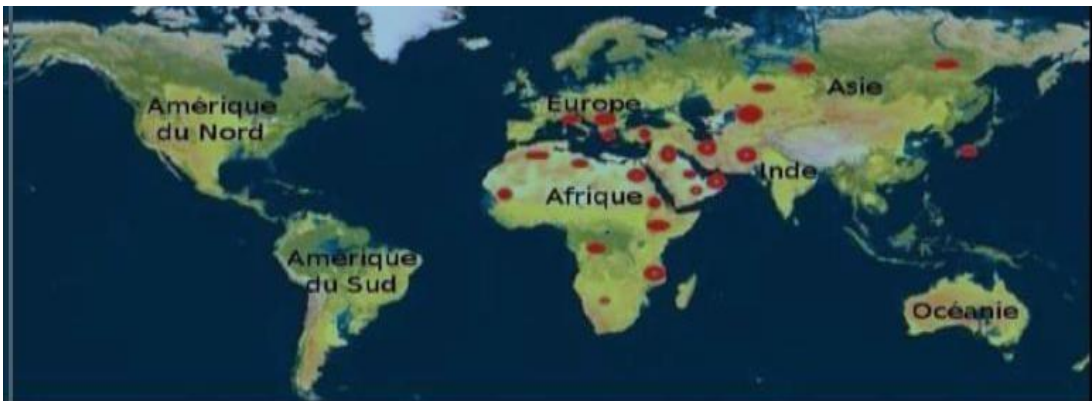 Amérique
du Nord
Europe
Asie
Inde
Afrique
Amérique
du Sud
Océanie